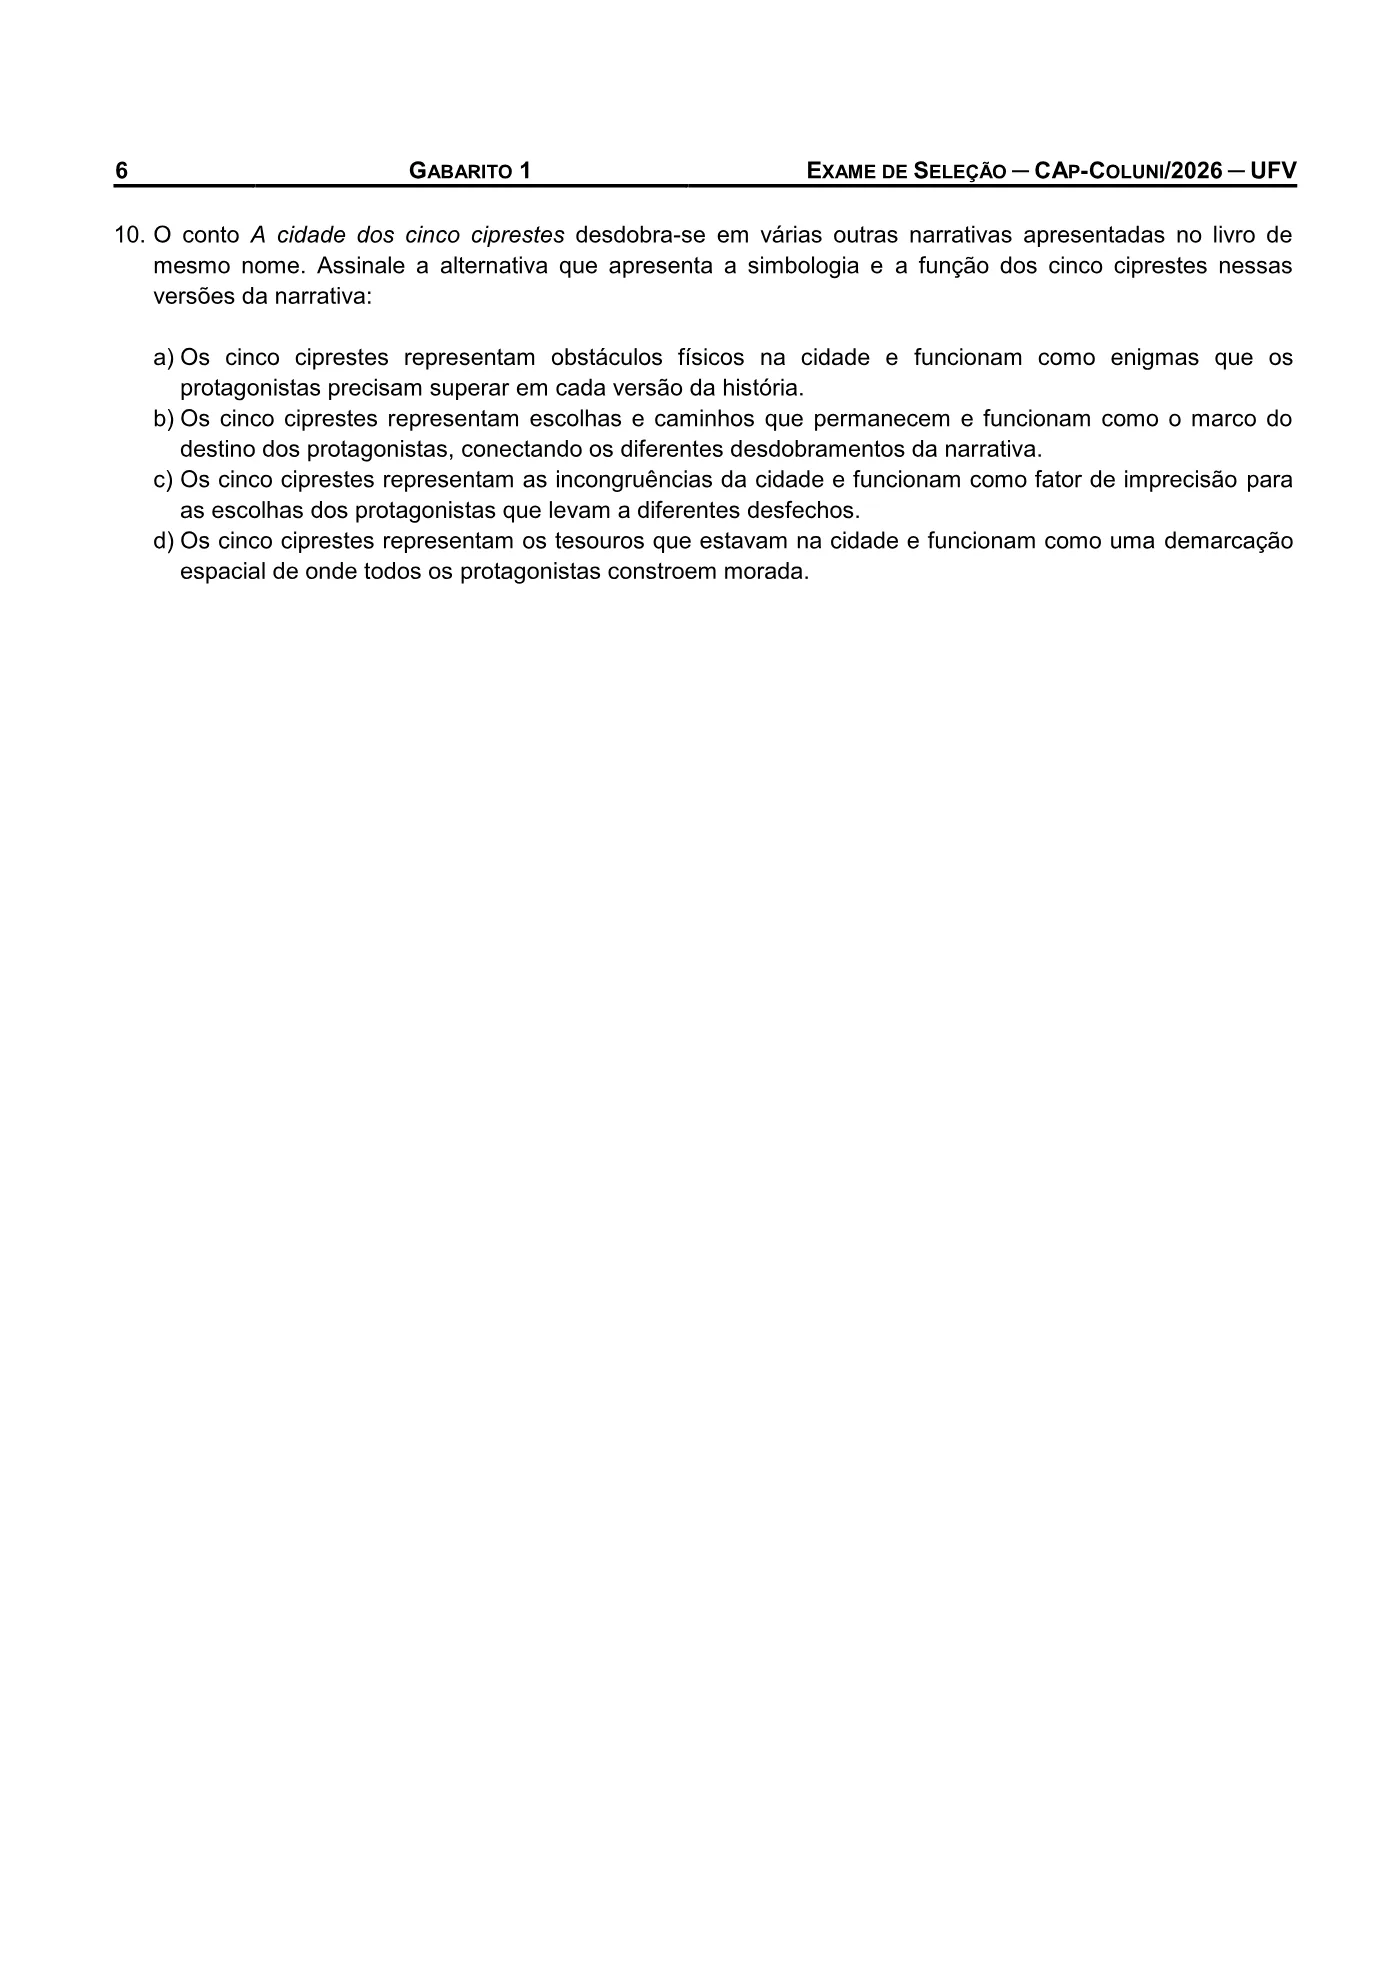 6 GABARITO 1 EXAME DE SELEÇÃO — CAP-COLUNI/2026 — UFV
10. O conto A cidade dos cinco ciprestes desdobra-se em várias outras narrativas apresentadas no livro de
mesmo nome. Assinale a alternativa que apresenta a simbologia e a função dos cinco ciprestes nessas
versões da narrativa:
a) Os cinco ciprestes representam obstáculos físicos na cidade e funcionam como enigmas que os
protagonistas precisam superar em cada versão da história.
b) Os cinco ciprestes representam escolhas e caminhos que permanecem e funcionam como o marco do
destino dos protagonistas, conectando os diferentes desdobramentos da narrativa.
c) Os cinco ciprestes representam as incongruências da cidade e funcionam como fator de imprecisão para
as escolhas dos protagonistas que levam a diferentes desfechos.
d) Os cinco ciprestes representam os tesouros que estavam na cidade e funcionam como uma demarcação
espacial de onde todos os protagonistas constroem morada.